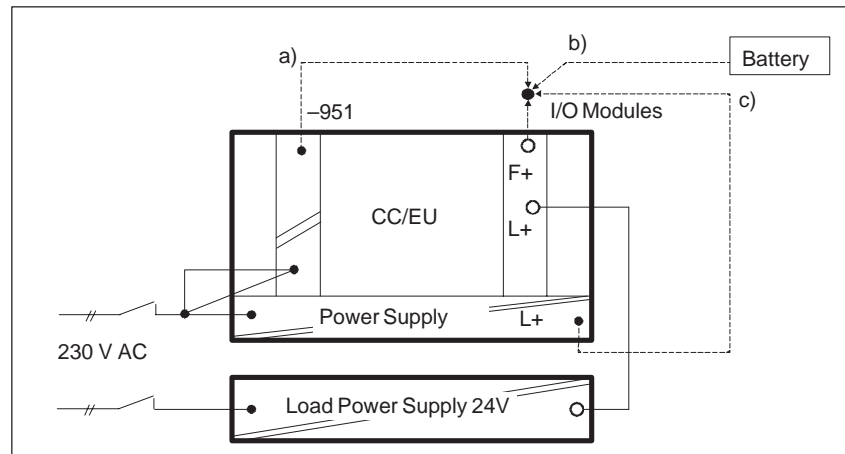 a)
b)
Battery
c)
–951
I/O Modules
F+
CC/EU
L+
Power Supply
L+
230 V AC
Load Power Supply 24V